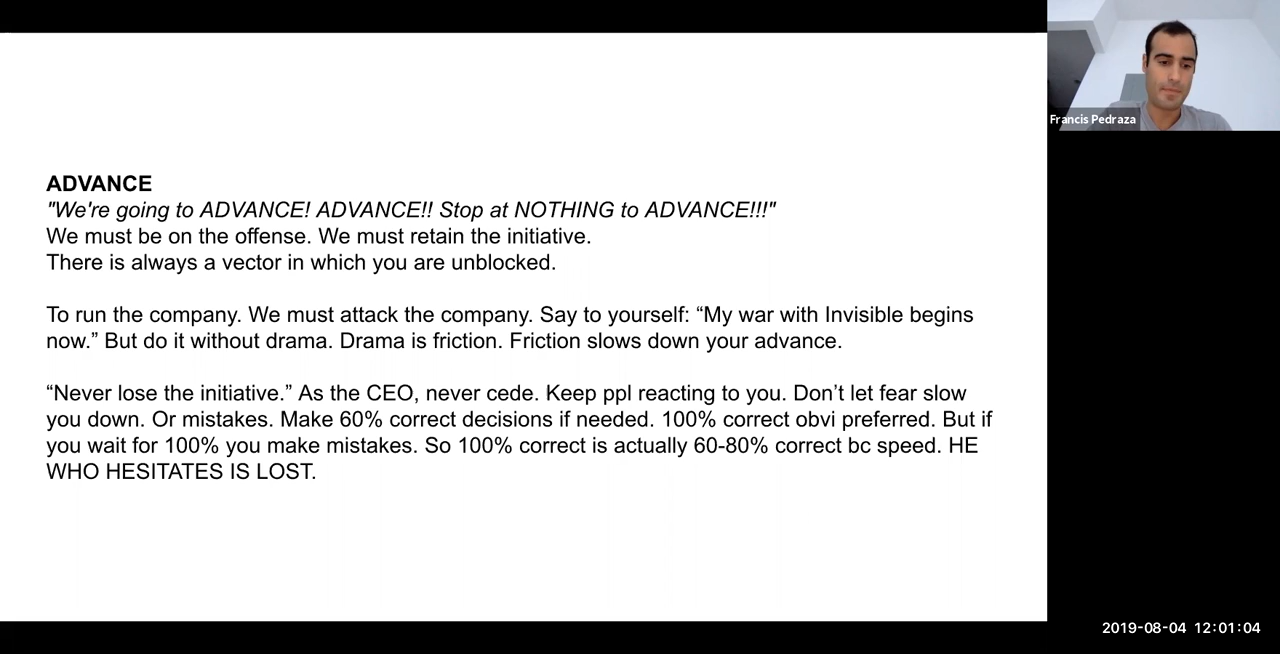 ADVANCE
"We're going to ADVANCE! ADVANCE!! Stop at NOTHING to ADVANCE!!!"
We must be on the offense. We must retain the initiative.
There is always a vector in which you are unblocked.
To run the company. We must attack the company. Say to yourself: “My war with Invisible begins
now.” But do it without drama. Drama is friction. Friction slows down your advance.
“Never lose the initiative.” As the CEO, never cede. Keep ppl reacting to you. Don’t let fear slow
you down. Or mistakes. Make 60% correct decisions if needed. 100% correct obvi preferred. But if
you wait for 100% you make mistakes. So 100% correct is actually 60-80% correct bc speed. HE
WHO HESITATES IS LOST.
Francis Pedraza
2019-08-04 12:01:04